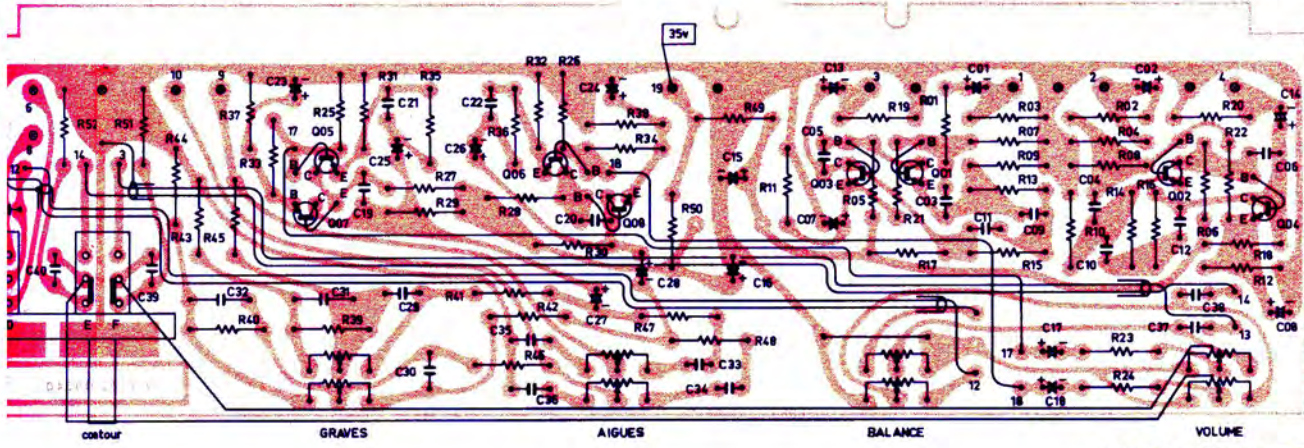 35v
R32 R26
10 9 C23 R31 R35 C22 C24 19 C13 3 C01 1 2 C02 4
6 R52 R51 R44 R37 R25 C21 R36 R39 R49 R19 R01 R03 R02 R20 C14
8 17 Q05 R34 C05 R07 R04 R22
12 14 3 R33 C25 C26 Q06 18 C15 B B R09 R08 C06
B C E C E B C E B R11 Q03 Q01 R13 C04 R14 R16 Q02
R27 R28 C19 R29 C20 Q08 R50 C07 R05 R21 C03 C11 C09 R10 C12 R06 Q04
R43 R45 Q07 R30 R17 R15 C10 R18
C40 C39 C28 C16 R12
C32 C31 C29 R41 R42 C27 C38 14
E F R40 R39 C35 R47 R48 C37 13 C08
R46 C33 17 C17 R23
C30 C36 C34 12 18 C18 R24
contour GRAVES AIGUES BALANCE VOLUME